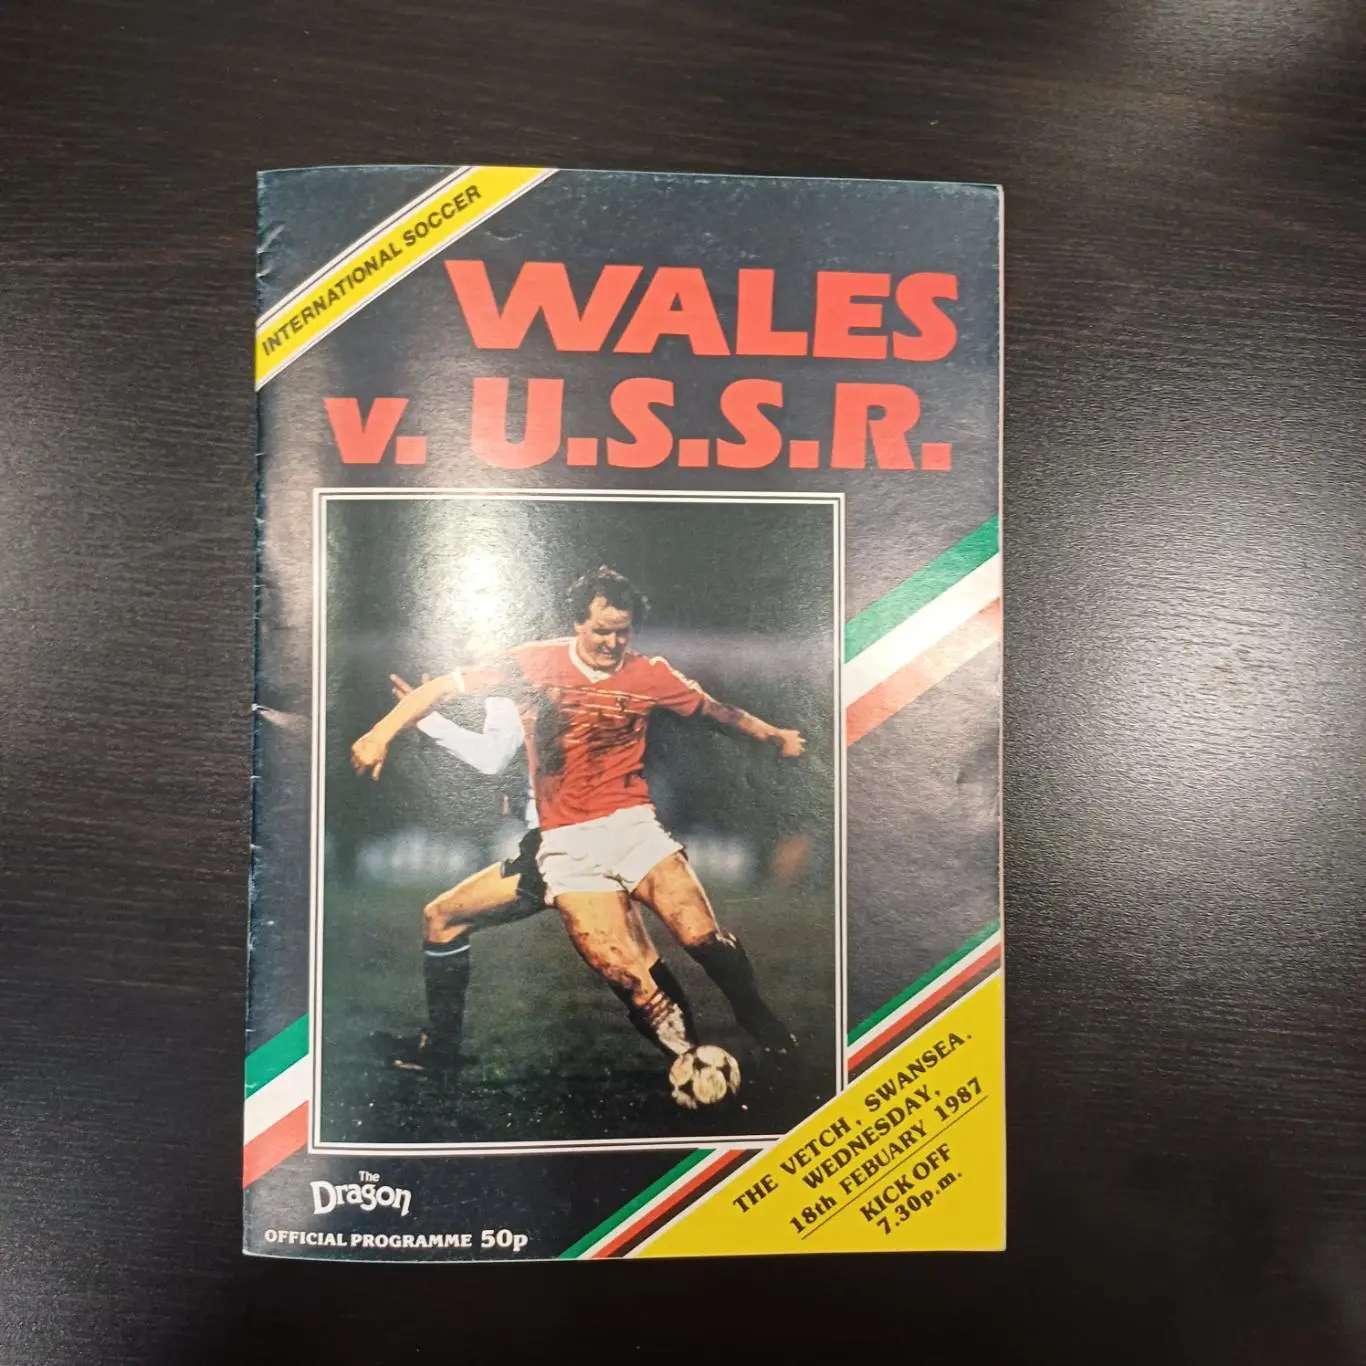 INTERNATIONAL SOCCER
WALES
v. U.S.S.R.
THE VETCH, SWANSEA.
WEDNESDAY,
18th FEBUARY 1987
KICK OFF
7.30p.m.
The
Dragon
OFFICIAL PROGRAMME 50p